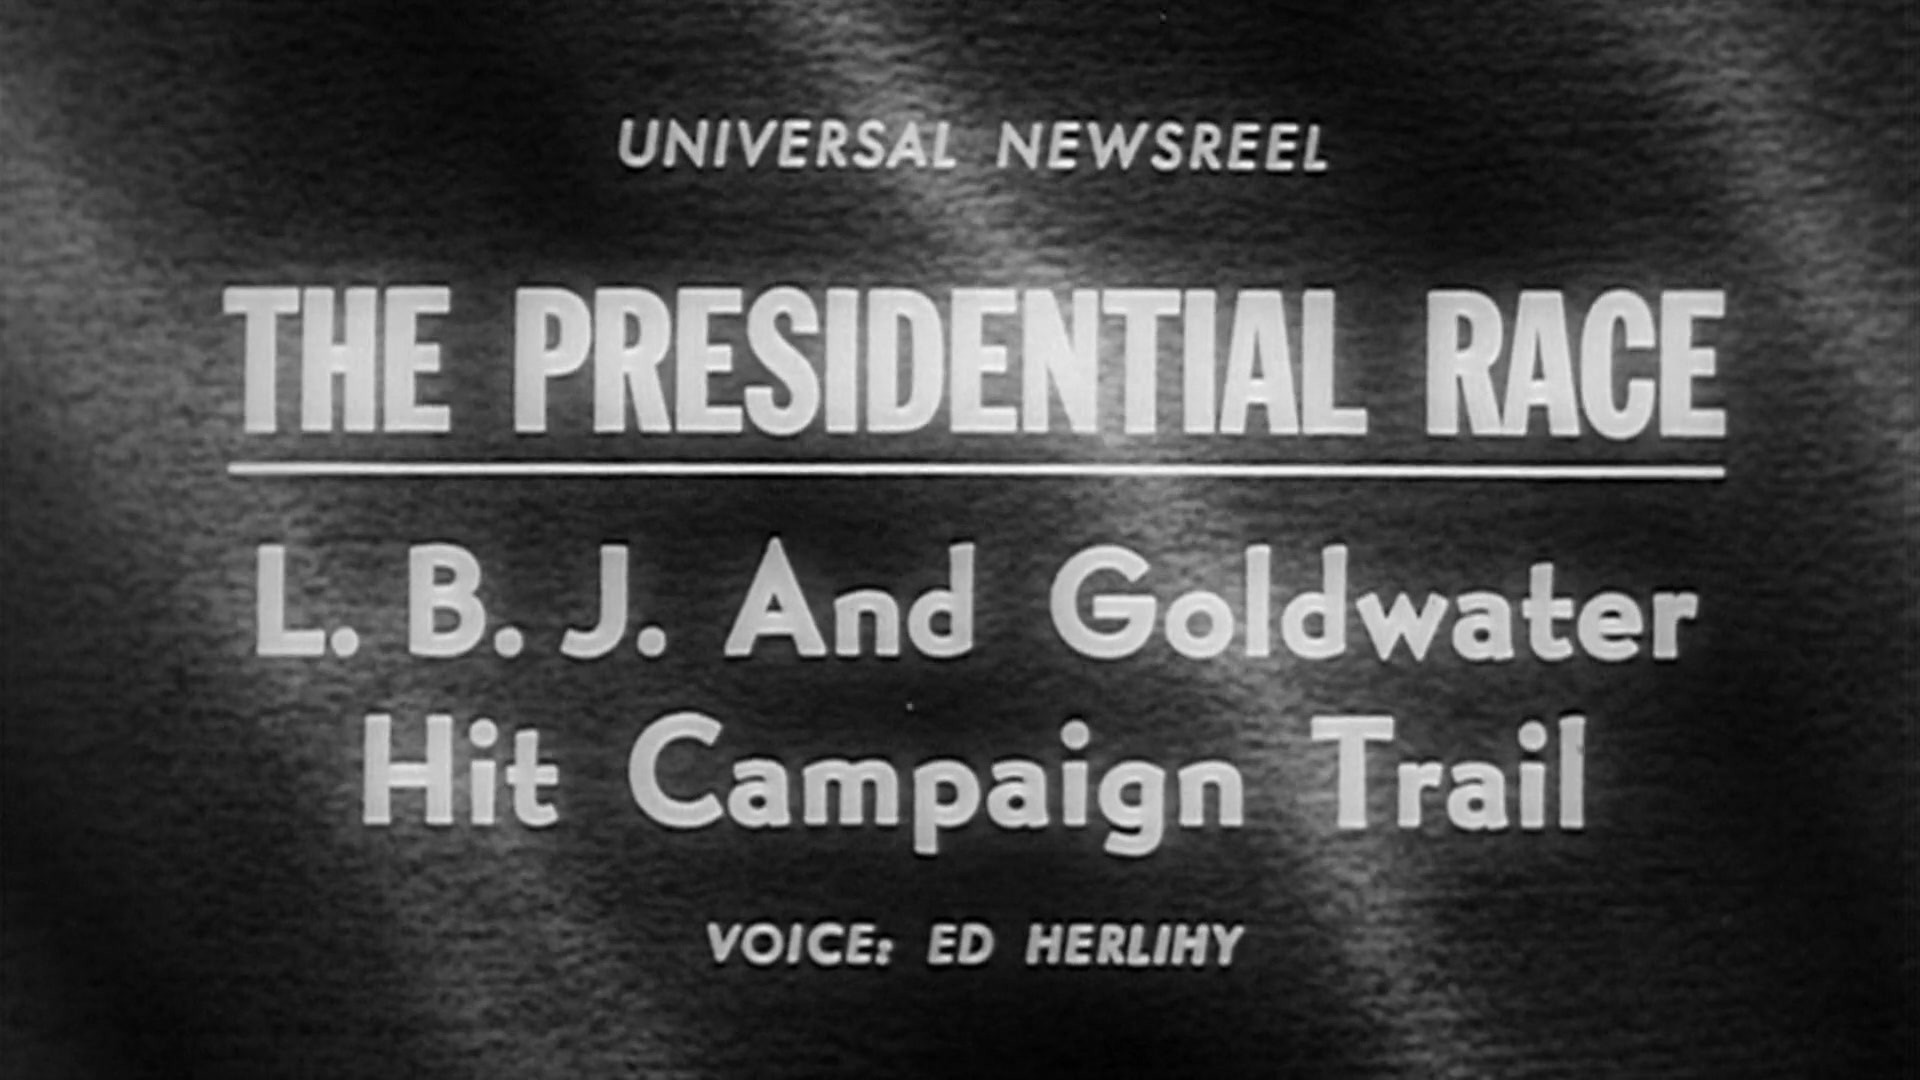 UNIVERSAL NEWSREEL
THE PRESIDENTIAL RACE
L. B. J. And Goldwater
Hit Campaign Trail
VOICE: ED HERLIHY